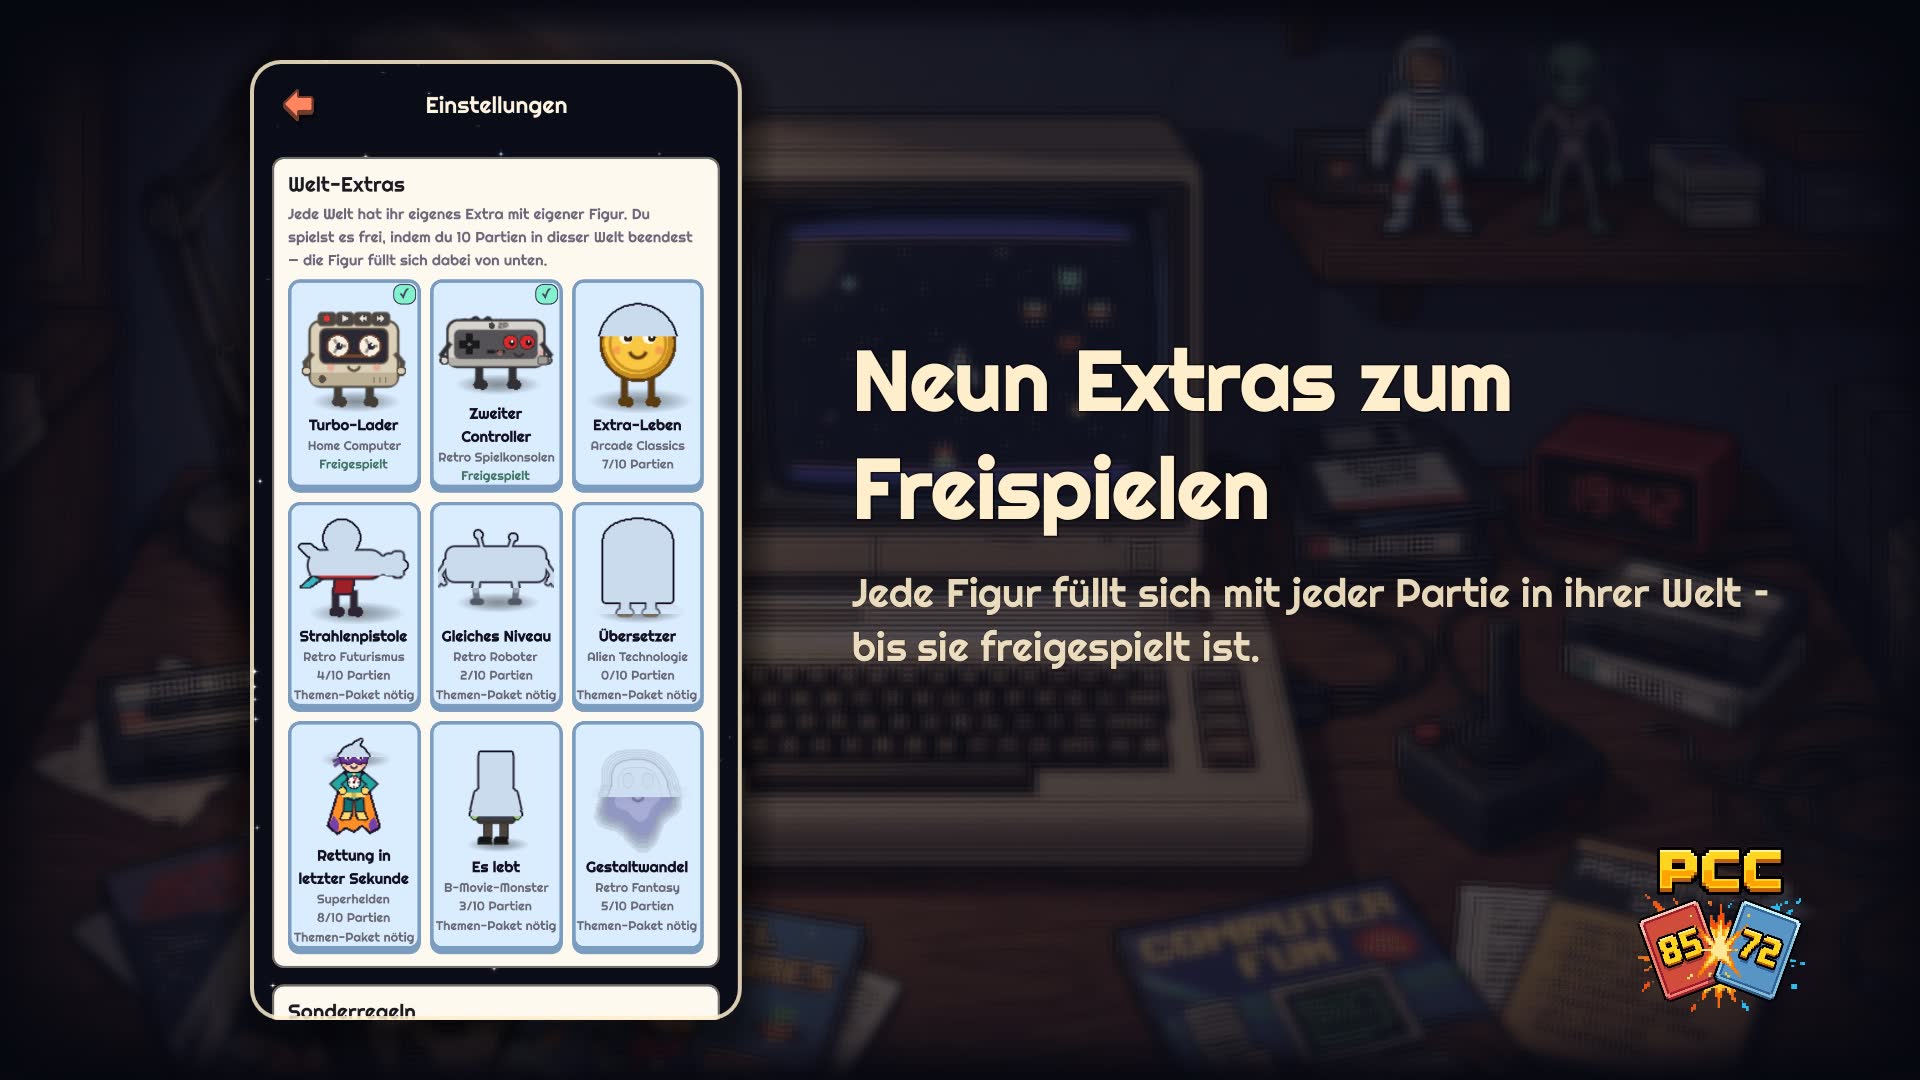 Einstellungen
Welt-Extras
Jede Welt hat ihr eigenes Extra mit eigener Figur. Du
spielst es frei, indem du 10 Partien in dieser Welt beendest
– die Figur füllt sich dabei von unten.
Turbo-Lader
Home Computer
Freigespielt
2P
Zweiter
Controller
Retro Spielkonsolen
Freigespielt
Extra-Leben
Arcade Classics
7/10 Partien
Strahlenpistole
Retro Futurismus
4/10 Partien
Themen-Paket nötig
Gleiches Niveau
Retro Roboter
2/10 Partien
Themen-Paket nötig
Übersetzer
Alien Technologie
0/10 Partien
Themen-Paket nötig
Rettung in
letzter Sekunde
Superhelden
8/10 Partien
Themen-Paket nötig
Es lebt
B-Movie-Monster
3/10 Partien
Themen-Paket nötig
Gestaltwandel
Retro Fantasy
5/10 Partien
Themen-Paket nötig
Sonderregeln
Neun Extras zum
Freispielen
Jede Figur füllt sich mit jeder Partie in ihrer Welt -
bis sie freigespielt ist.
19:42
COMPUTER
FUN
PCC
85 72